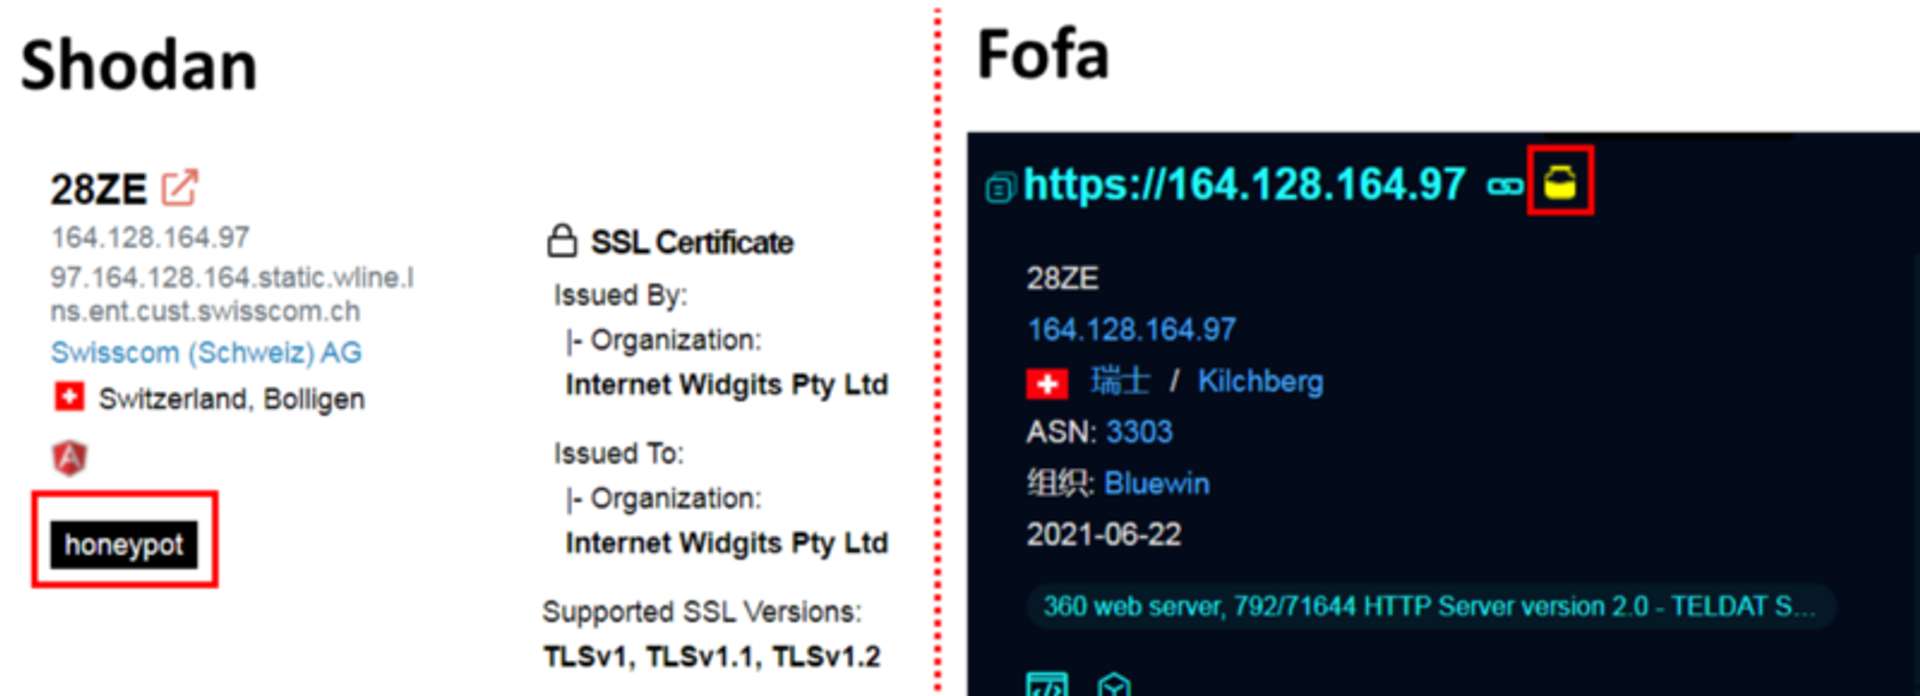 Shodan
28ZE
164.128.164.97
97.164.128.164.static.wline.l
ns.ent.cust.swisscom.ch
Swisscom (Schweiz) AG
Switzerland, Bolligen
honeypot
SSL Certificate
Issued By:
|- Organization:
Internet Widgits Pty Ltd
Issued To:
|- Organization:
Internet Widgits Pty Ltd
Supported SSL Versions:
TLSv1, TLSv1.1, TLSv1.2
Fofa
https://164.128.164.97
28ZE
164.128.164.97
瑞士 / Kilchberg
ASN: 3303
组织: Bluewin
2021-06-22
360 web server, 792/71644 HTTP Server version 2.0 - TELDAT S...